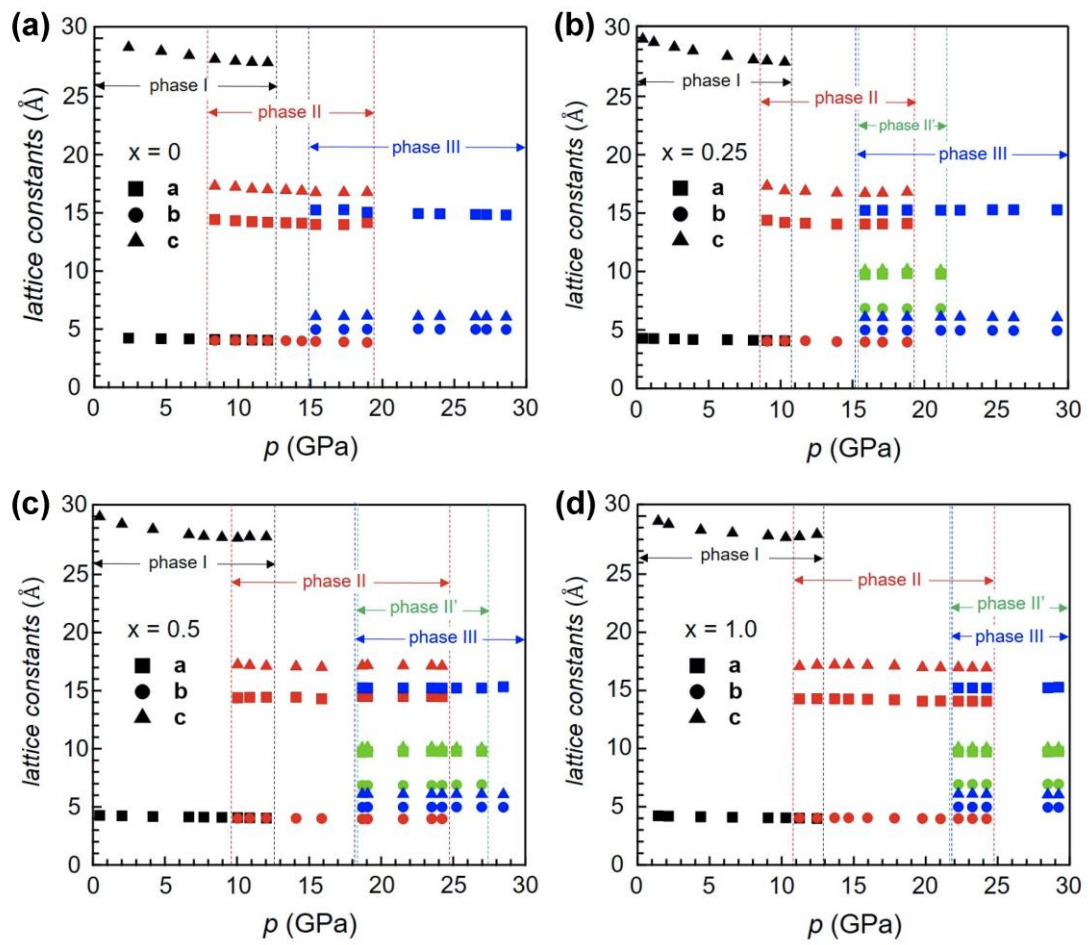 (a)
30
25
20
15
10
5
0
lattice constants (Å)
phase I
phase II
phase III
x = 0
a
b
c
0 5 10 15 20 25 30
p (GPa)
(b)
30
25
20
15
10
5
0
lattice constants (Å)
phase I
phase II
phase II'
phase III
x = 0.25
a
b
c
0 5 10 15 20 25 30
p (GPa)
(c)
30
25
20
15
10
5
0
lattice constants (Å)
phase I
phase II
phase II'
phase III
x = 0.5
a
b
c
0 5 10 15 20 25 30
p (GPa)
(d)
30
25
20
15
10
5
0
lattice constants (Å)
phase I
phase II
phase II'
phase III
x = 1.0
a
b
c
0 5 10 15 20 25 30
p (GPa)